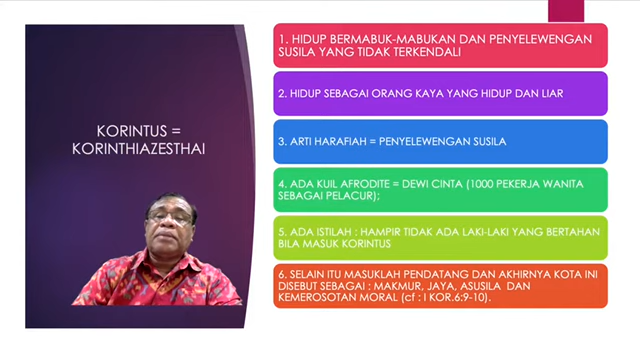 KORINTUS =
KORINTHIAZESTHAI
1. HIDUP BERMABUK-MABUKAN DAN PENYELEWENGAN
SUSILA YANG TIDAK TERKENDALI
2. HIDUP SEBAGAI ORANG KAYA YANG HIDUP DAN LIAR
3. ARTI HARAFIAH = PENYELEWENGAN SUSILA
4. ADA KUIL AFRODITE = DEWI CINTA (1000 PEKERJA WANITA
SEBAGAI PELACUR);
5. ADA ISTILAH : HAMPIR TIDAK ADA LAKI-LAKI YANG BERTAHAN
BILA MASUK KORINTUS
6. SELAIN ITU MASUKLAH PENDATANG DAN AKHIRNYA KOTA INI
DISEBUT SEBAGAI : MAKMUR, JAYA, ASUSILA DAN
KEMEROSOTAN MORAL (cf : I KOR.6:9-10).